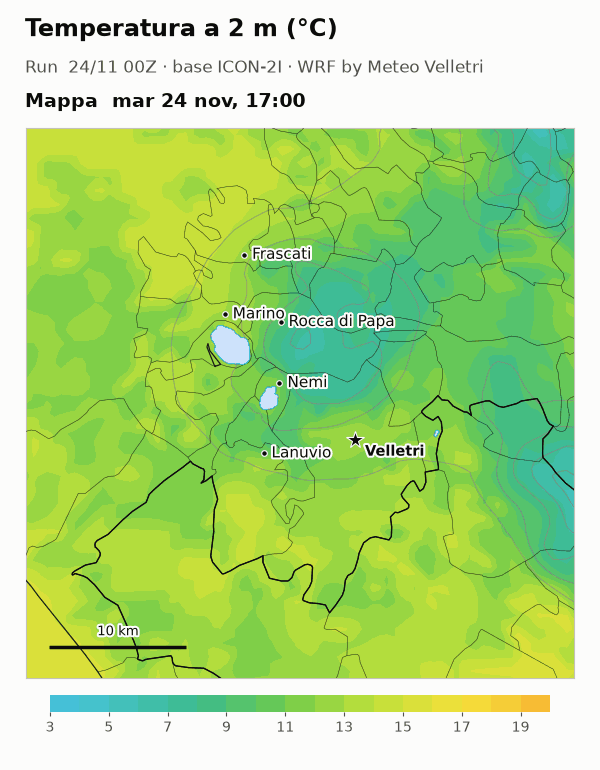 Temperatura a 2 m (°C)
Run  24/11 00Z · base ICON-2I · WRF by Meteo Velletri
Mappa  mar 24 nov, 17:00
Frascati
Marino
Rocca di Papa
Nemi
Velletri
Lanuvio
10 km
3 5 7 9 11 13 15 17 19